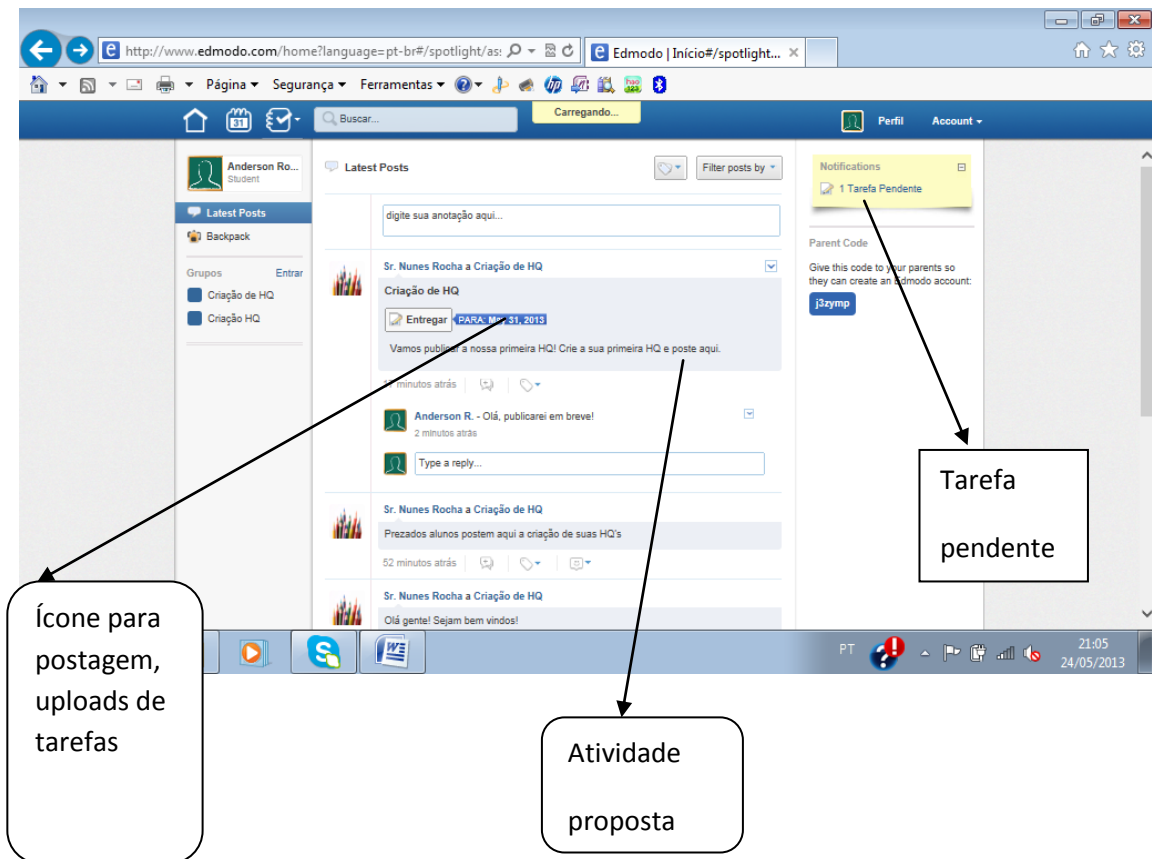 http://www.edmodo.com/home?language=pt-br#/spotlight/as:
Edmodo | Início#/spotlight...
Página Segurança Ferramentas
31
Buscar...
Carregando...
Perfil
Account
Anderson Ro...
Student
Latest Posts
Backpack
Grupos Entrar
Criação de HQ
Criação HQ
Latest Posts
Filter posts by
digite sua anotação aqui...
Sr. Nunes Rocha a Criação de HQ
Criação de HQ
Entregar PARA: 31, 2013
Vamos publicar a nossa primeira HQ! Crie a sua primeira HQ e poste aqui.
minutos atrás
Anderson R. - Olá, publicarei em breve!
2 minutos atrás
Type a reply...
Sr. Nunes Rocha a Criação de HQ
Prezados alunos postem aqui a criação de suas HQ's
52 minutos atrás
Sr. Nunes Rocha a Criação de HQ
Olá gente! Sejam bem vindos!
Notifications
1 Tarefa Pendente
Parent Code
Give this code to your parents so
they can create an Edmodo account:
j3zymp
Tarefa
pendente
Ícone para
postagem,
uploads de
tarefas
Atividade
proposta
PT
21:05
24/05/2013